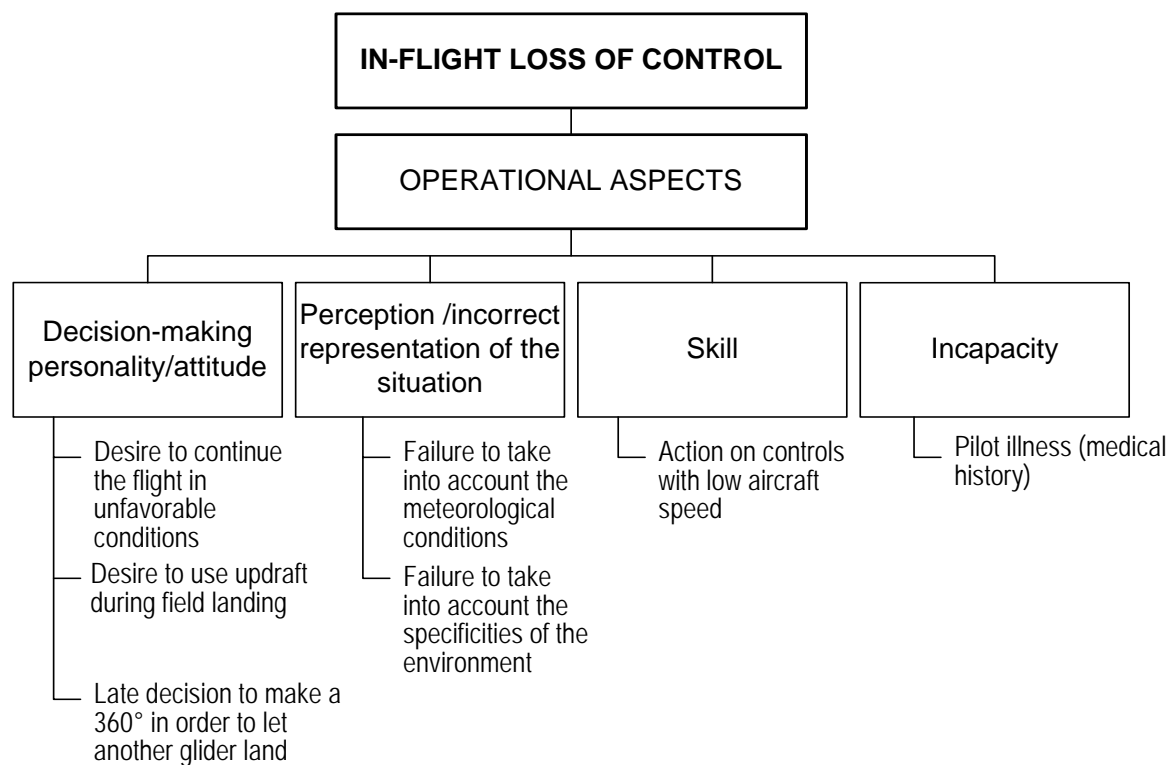 IN-FLIGHT LOSS OF CONTROL
OPERATIONAL ASPECTS
Decision-making
personality/attitude
Perception /incorrect
representation of the
situation
Skill
Incapacity
Desire to continue
the flight in
unfavorable
conditions
Desire to use updraft
during field landing
Late decision to make a
360° in order to let
another glider land
Failure to take
into account the
meteorological
conditions
Failure to take
into account the
specificities of the
environment
Action on controls
with low aircraft
speed
Pilot illness (medical
history)